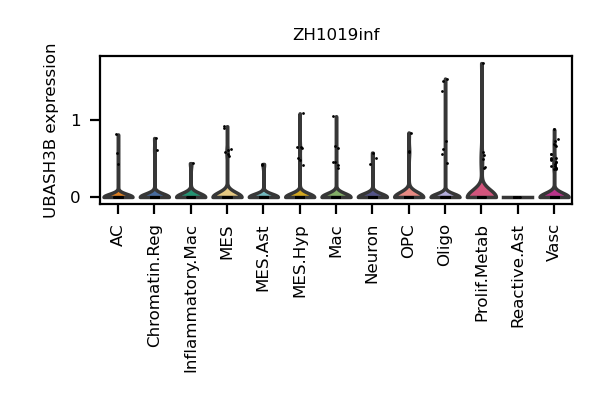 ZH1019inf
UBASH3B expression
1
0
AC
Chromatin.Reg
Inflammatory.Mac
MES
MES.Ast
MES.Hyp
Mac
Neuron
OPC
Oligo
Prolif.Metab
Reactive.Ast
Vasc